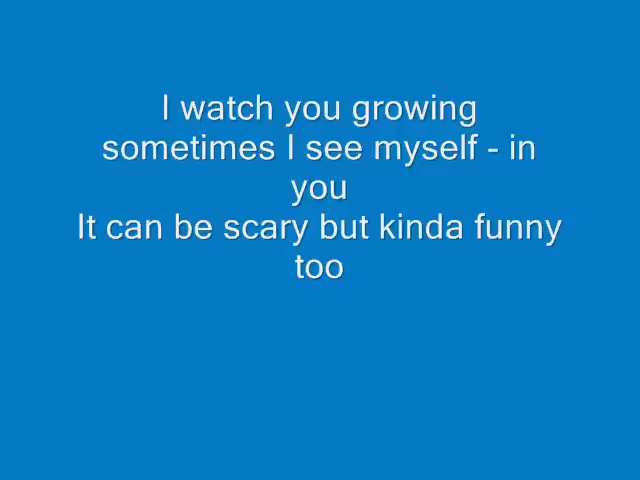 I watch you growing
sometimes I see myself - in
you
It can be scary but kinda funny
too